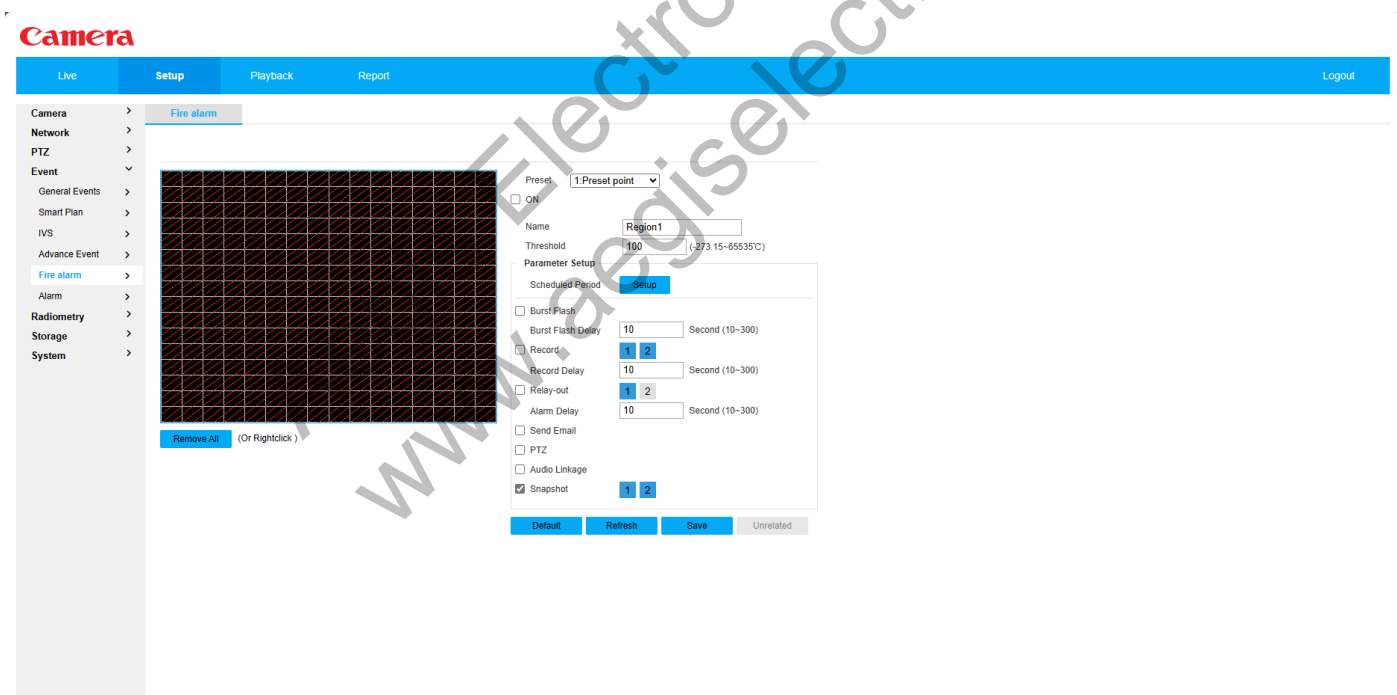 Camera
Live Setup Playback Report Logout
Camera
Network
PTZ
Event
General Events
Smart Plan
IVS
Advance Event
Fire alarm
Alarm
Radiometry
Storage
System
Fire alarm
Remove All (Or Rightclick )
Preset 1:Preset point
ON
Name Region1
Threshold 100 (-273.15~65535℃)
Parameter Setup
Scheduled Period Setup
Burst Flash
Burst Flash Delay 10 Second (10~300)
Record 1 2
Record Delay 10 Second (10~300)
Relay-out 1 2
Alarm Delay 10 Second (10~300)
Send Email
PTZ
Audio Linkage
Snapshot 1 2
Default Refresh Save Unrelated